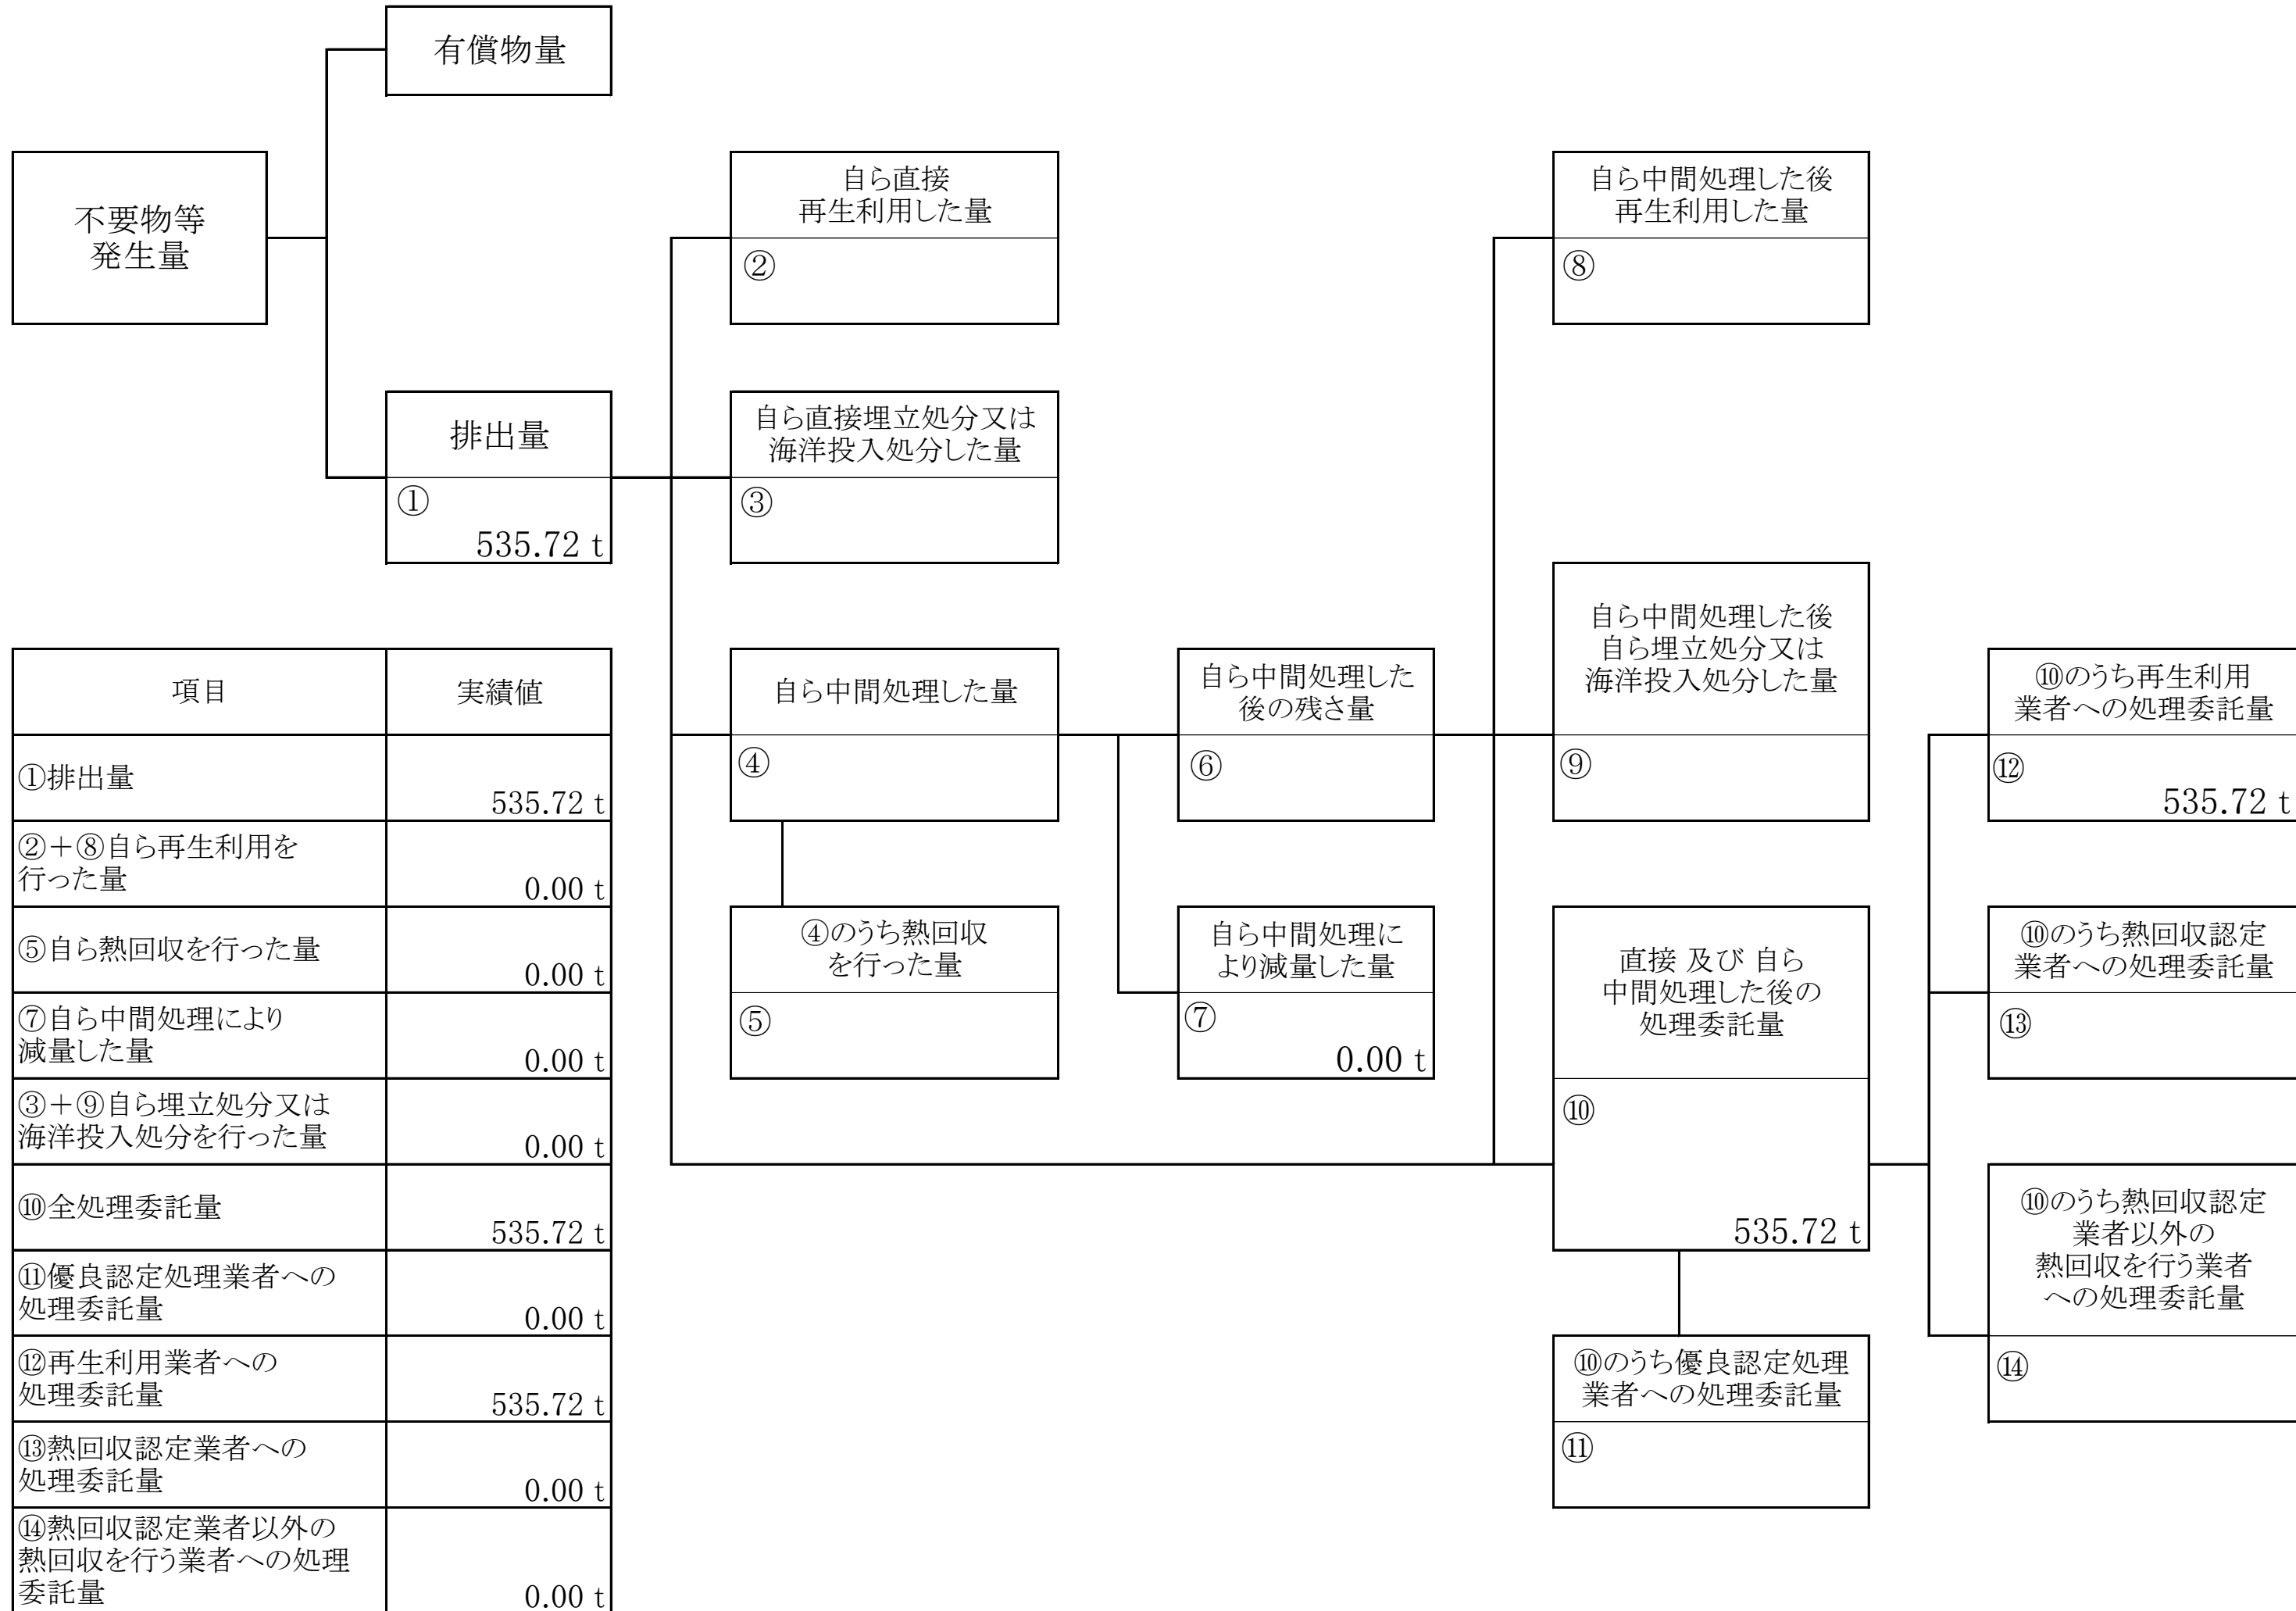 有償物量
不要物等
発生量
自ら直接
再生利用した量
②
自ら中間処理した後
再生利用した量
⑧
排出量
①
535.72 t
自ら直接埋立処分又は
海洋投入処分した量
③
自ら中間処理した量
④
自ら中間処理した
後の残さ量
⑥
自ら中間処理した後
自ら埋立処分又は
海洋投入処分した量
⑨
⑩のうち再生利用
業者への処理委託量
⑫
535.72 t
④のうち熱回収
を行った量
⑤
自ら中間処理に
より減量した量
⑦
0.00 t
直接 及び 自ら
中間処理した後の
処理委託量
⑩
535.72 t
⑩のうち熱回収認定
業者への処理委託量
⑬
⑩のうち熱回収認定
業者以外の
熱回収を行う業者
への処理委託量
⑭
⑩のうち優良認定処理
業者への処理委託量
⑪
項目 実績値
①排出量
535.72 t
②+⑧自ら再生利用を
行った量
0.00 t
⑤自ら熱回収を行った量
0.00 t
⑦自ら中間処理により
減量した量
0.00 t
③+⑨自ら埋立処分又は
海洋投入処分を行った量
0.00 t
⑩全処理委託量
535.72 t
⑪優良認定処理業者への
処理委託量
0.00 t
⑫再生利用業者への
処理委託量
535.72 t
⑬熱回収認定業者への
処理委託量
0.00 t
⑭熱回収認定業者以外の
熱回収を行う業者への処理
委託量
0.00 t